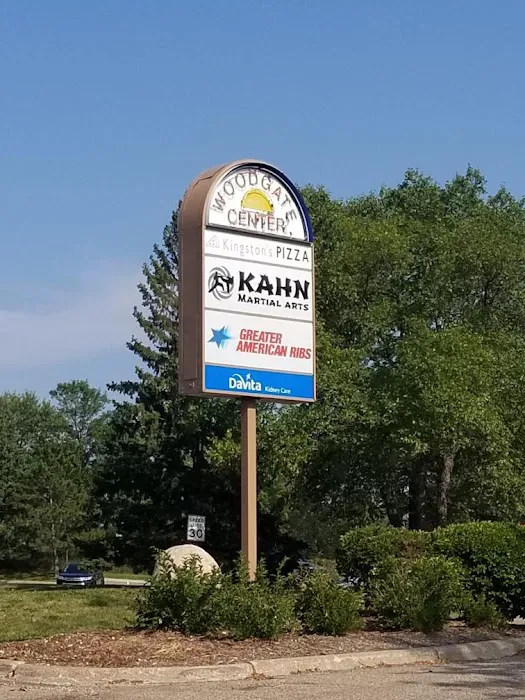 WOODGATE
CENTER
Kingston's PIZZA
KAHN
MARTIAL ARTS
GREATER
AMERICAN RIBS
DaVita Kidney Care
SPEED
LIMIT
30